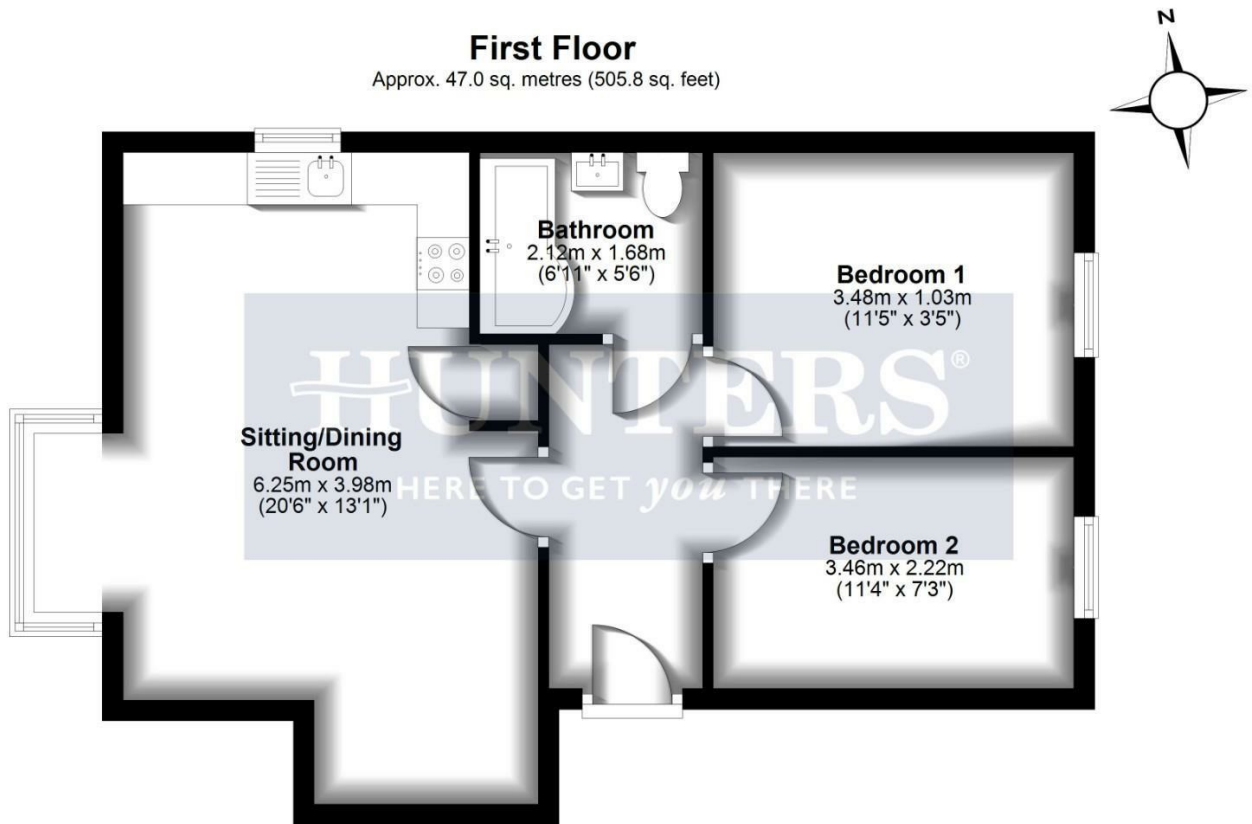 First Floor
Approx. 47.0 sq. metres (505.8 sq. feet)
N
Bathroom
2.12m x 1.68m
(6'11" x 5'6")
Bedroom 1
3.48m x 1.03m
(11'5" x 3'5")
HUNTERS®
HERE TO GET you THERE
Sitting/Dining
Room
6.25m x 3.98m
(20'6" x 13'1")
Bedroom 2
3.46m x 2.22m
(11'4" x 7'3")